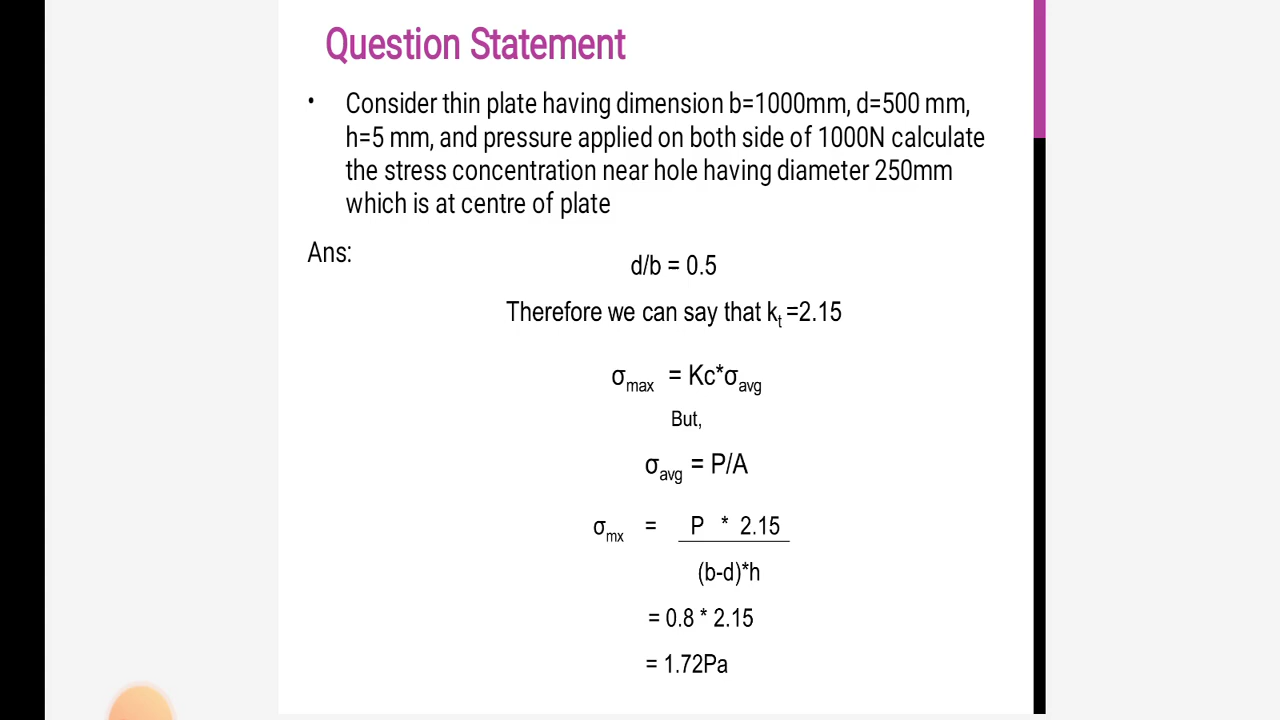 Question Statement
• Consider thin plate having dimension b=1000mm, d=500 mm,
h=5 mm, and pressure applied on both side of 1000N calculate
the stress concentration near hole having diameter 250mm
which is at centre of plate
Ans:
d/b = 0.5
Therefore we can say that kt =2.15
σmax = Kc*σavg
But,
σavg = P/A
σmx = P * 2.15
(b-d)*h
= 0.8 * 2.15
= 1.72Pa